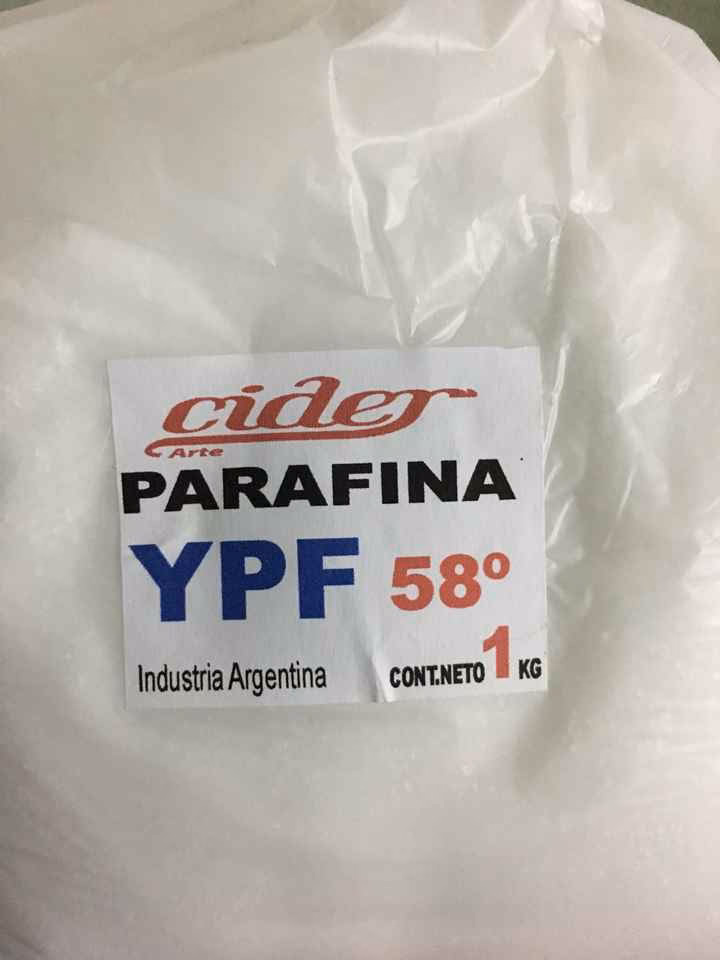 cider
Arte
PARAFINA
YPF 58º
Industria Argentina CONT.NETO 1 KG